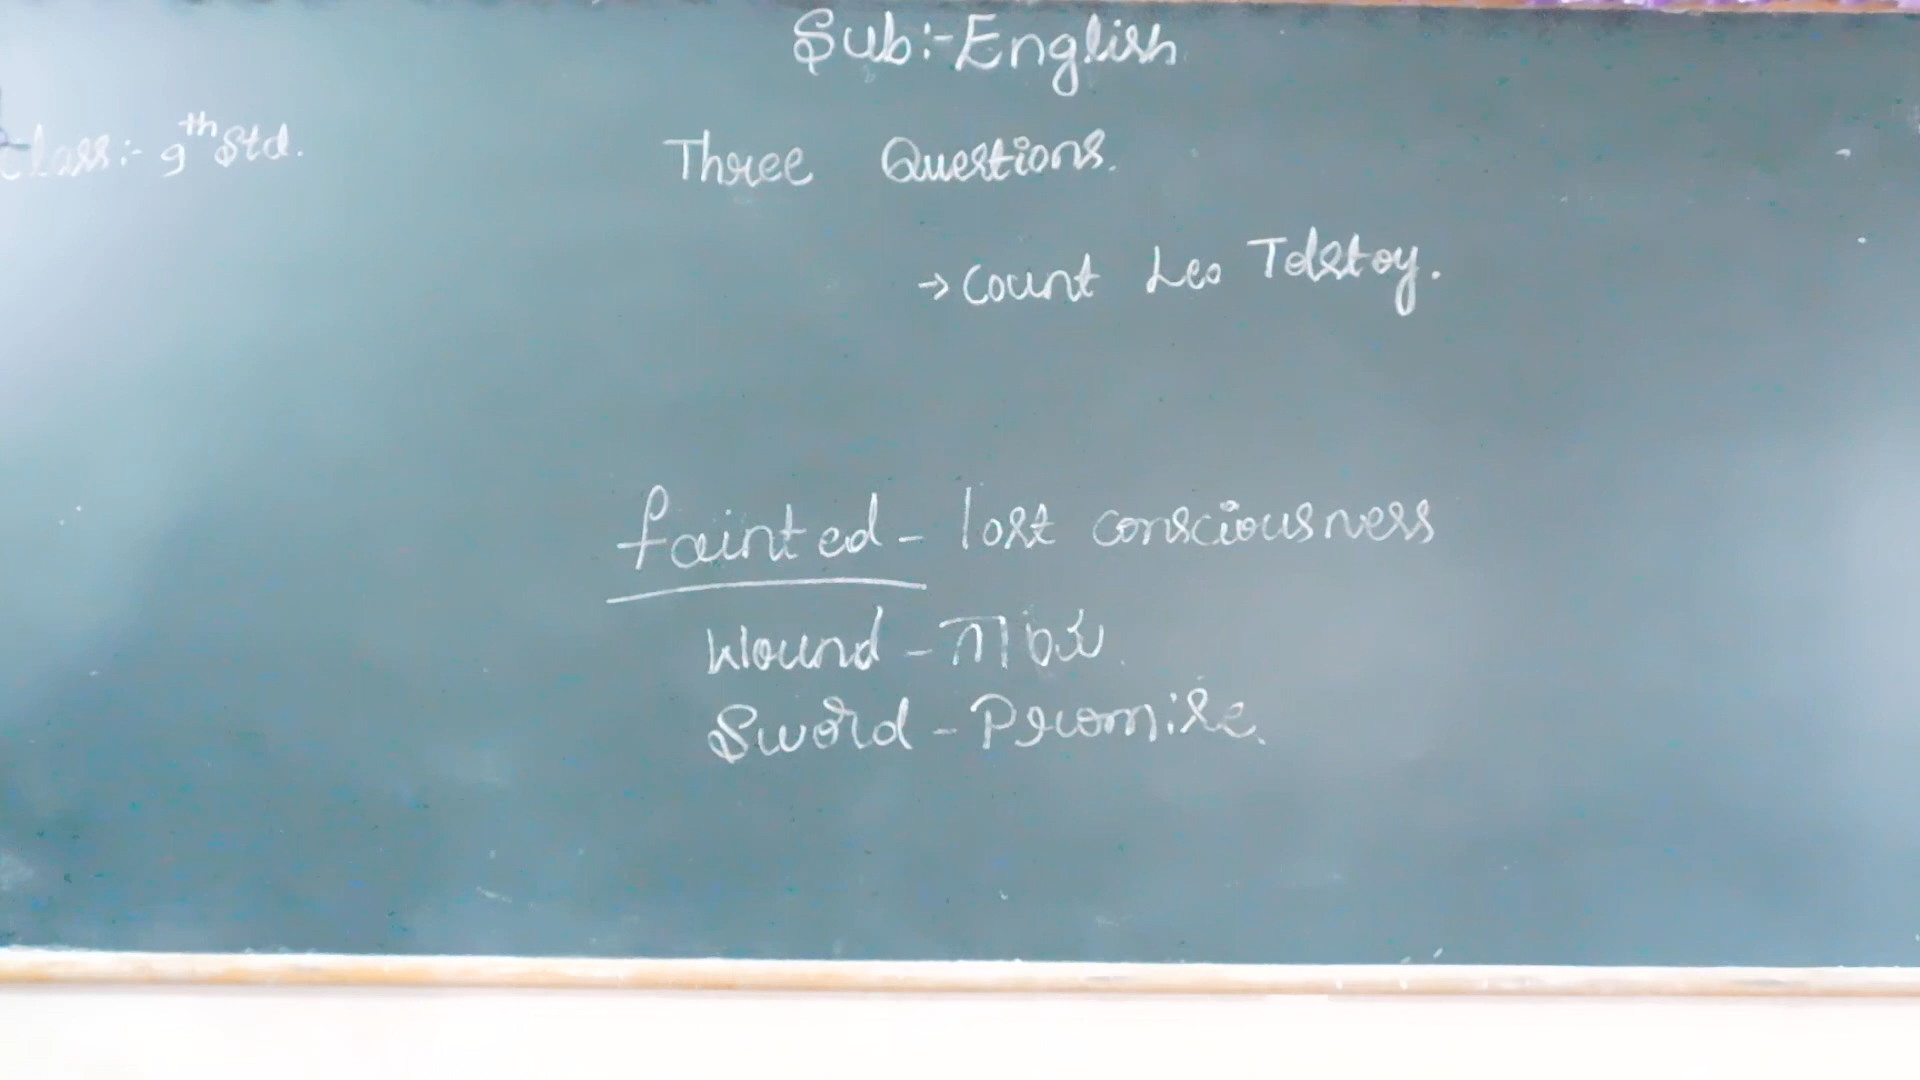 Sub:- English
Class:- 9th Std.
Three Questions.
→ Count Leo Tolstoy.
fainted - lost consciousness
Wound - ಗಾಯ
Sword - Promise.